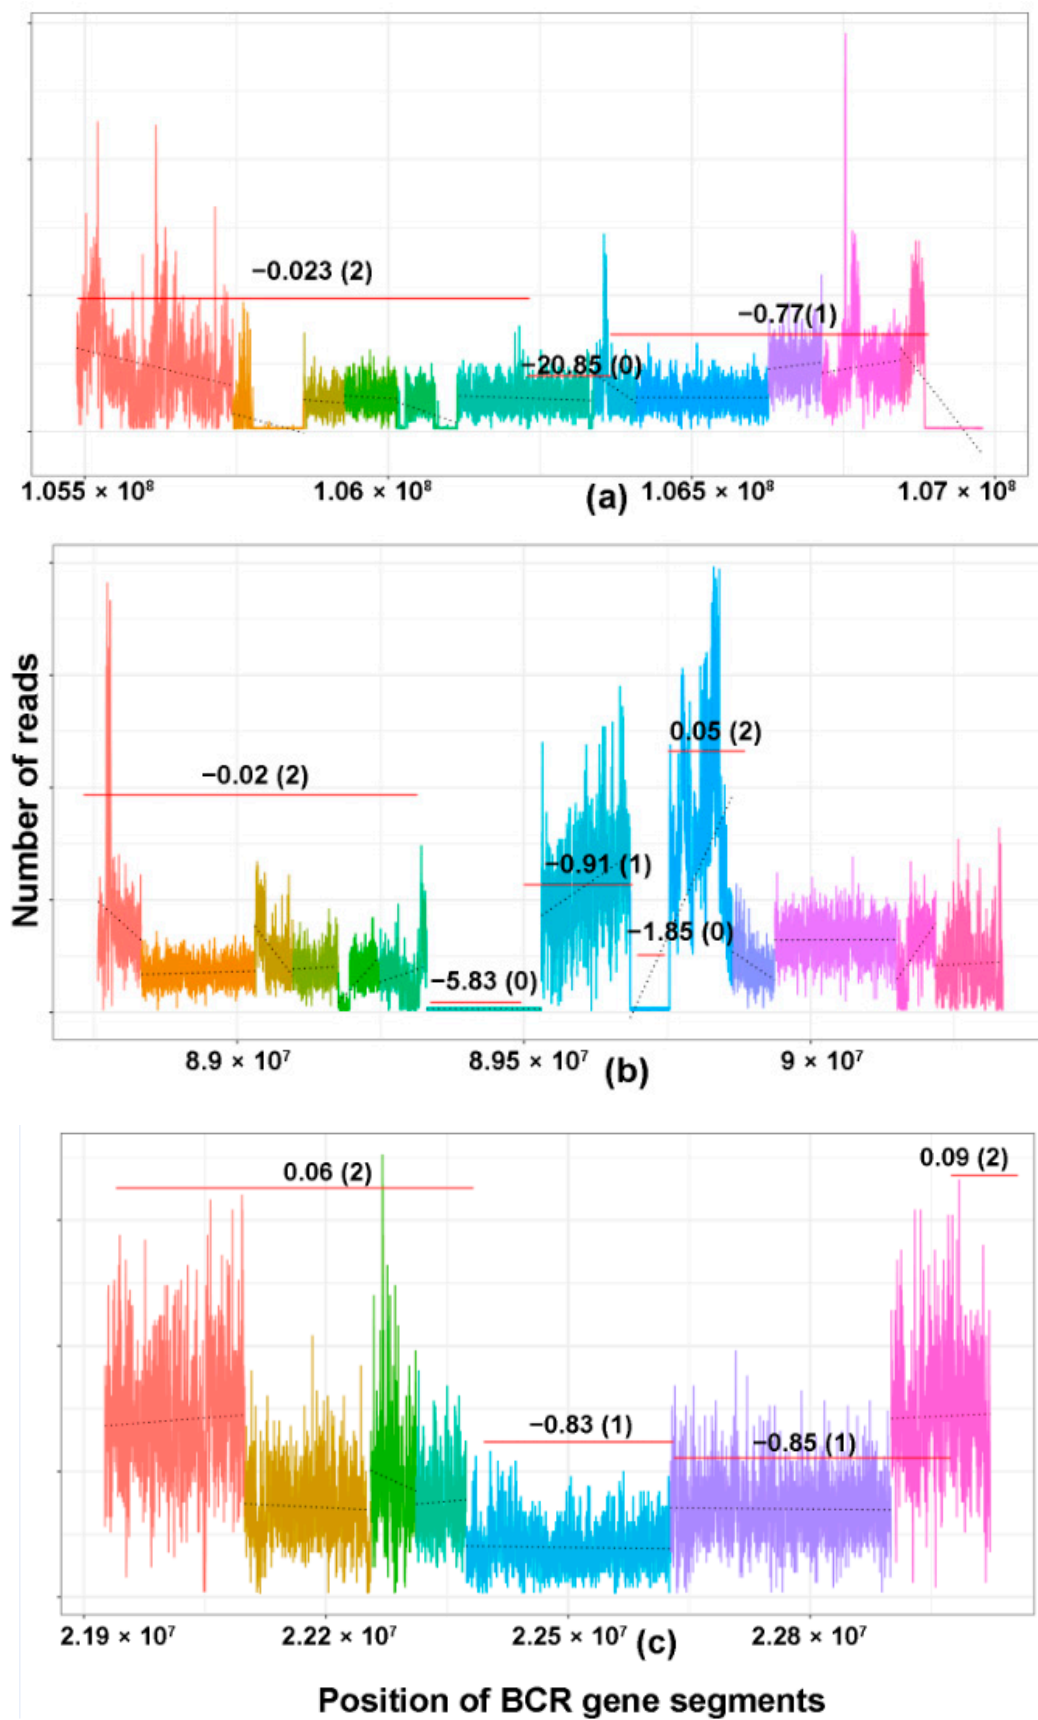 −0.023 (2)
−0.77(1)
−20.85 (0)
1.055 × 10⁸
1.06 × 10⁸
1.065 × 10⁸
1.07 × 10⁸
(a)
Number of reads
0.05 (2)
−0.02 (2)
−0.91 (1)
−1.85 (0)
−5.83 (0)
8.9 × 10⁷
8.95 × 10⁷
9 × 10⁷
(b)
0.06 (2)
0.09 (2)
−0.83 (1)
−0.85 (1)
2.19 × 10⁷
2.22 × 10⁷
2.25 × 10⁷
2.28 × 10⁷
(c)
Position of BCR gene segments